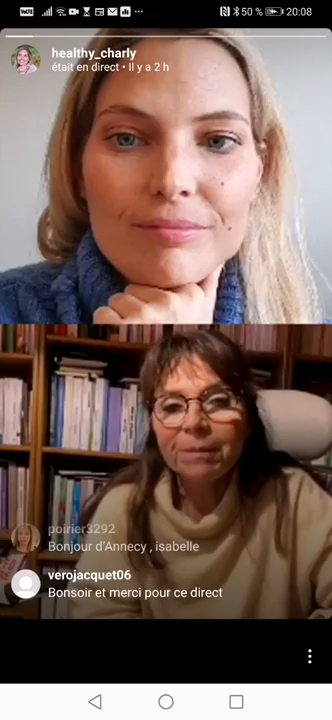 50 %
20:08
healthy_charly
était en direct • Il y a 2 h
poirier3292
Bonjour d'Annecy , isabelle
verojacquet06
Bonsoir et merci pour ce direct